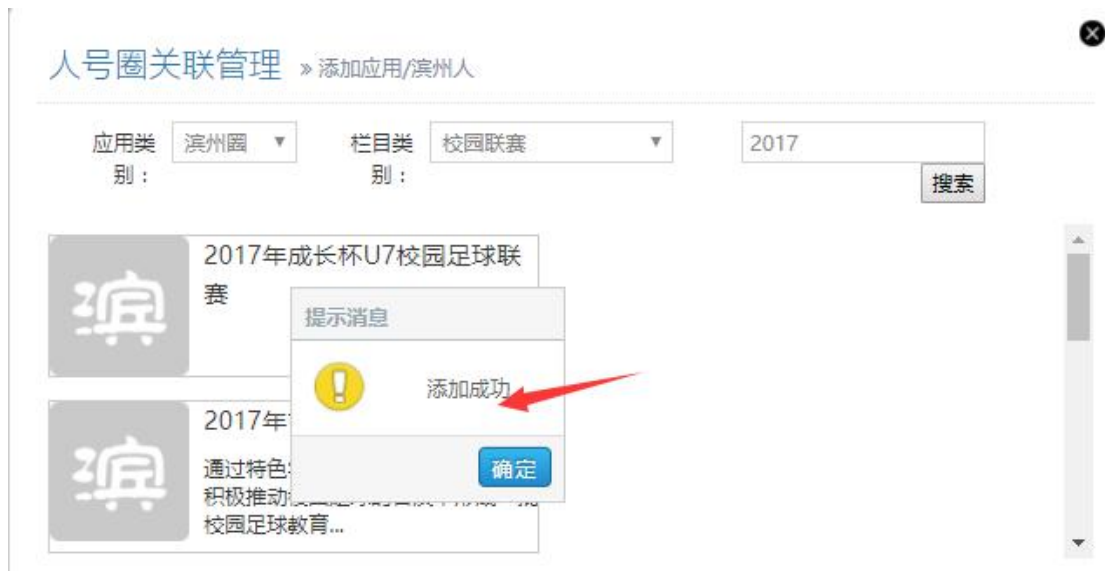 人号圈关联管理 » 添加应用/滨州人
应用类别：
滨州圈
栏目类别：
校园联赛
2017
搜索
滨
2017年成长杯U7校园足球联
赛
提示消息
添加成功
确定
滨
2017年
通过特色
积极推动
校园足球教育...